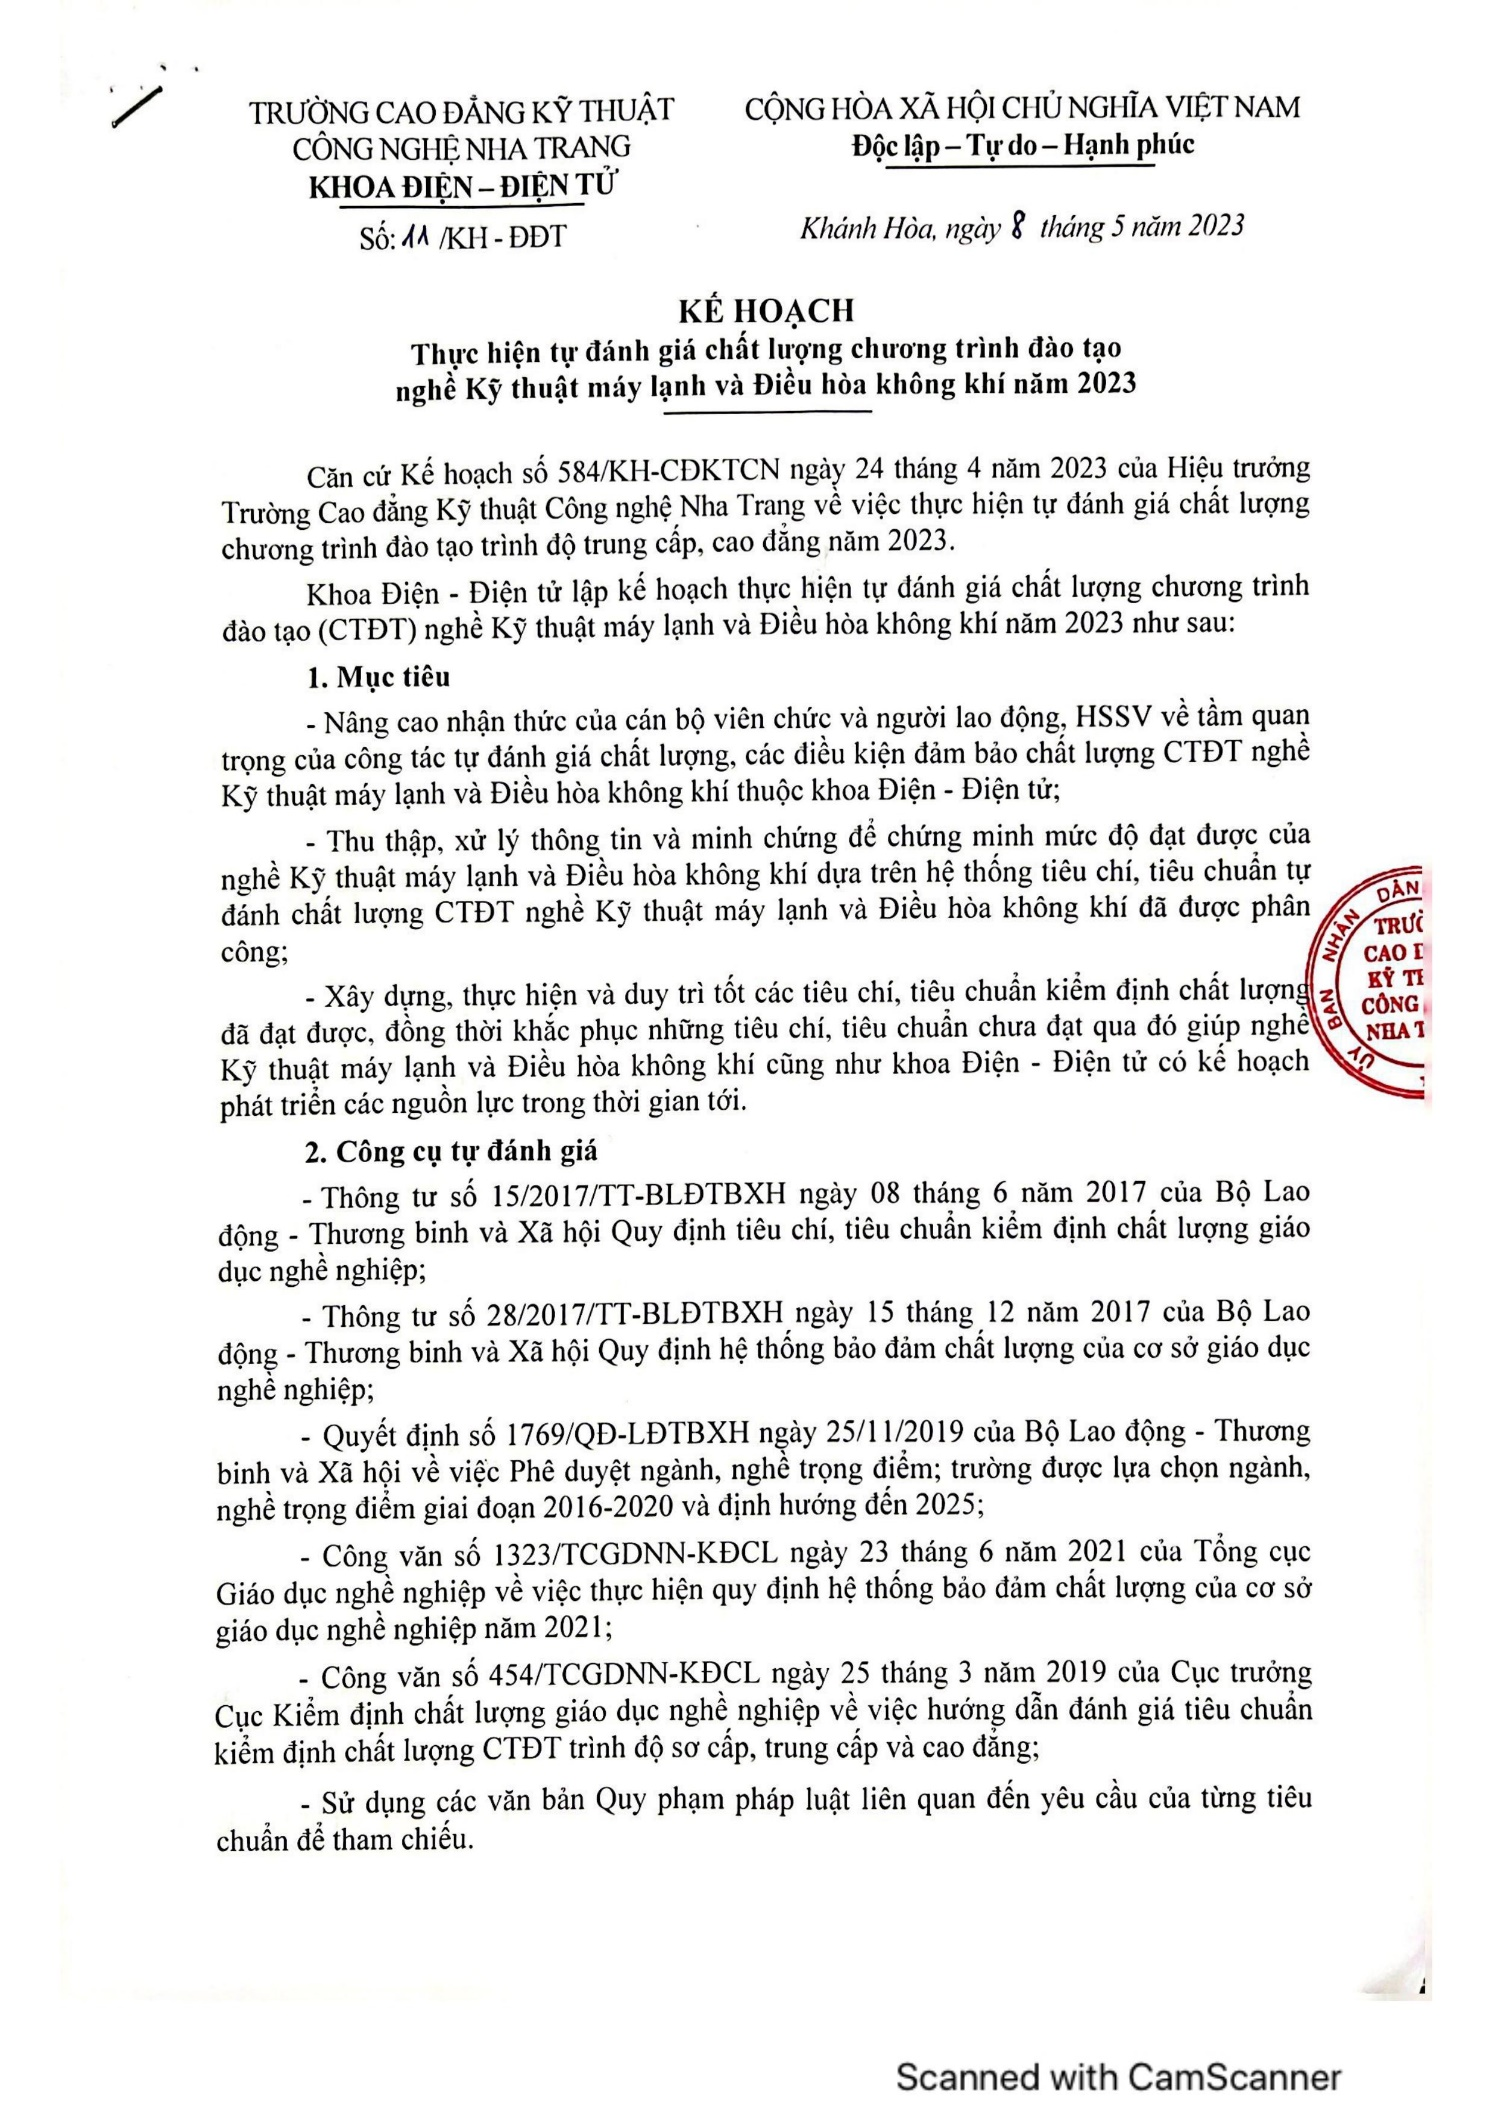 TRƯỜNG CAO ĐẲNG KỸ THUẬT
CÔNG NGHỆ NHA TRANG
KHOA ĐIỆN – ĐIỆN TỬ
Số: 11 /KH - ĐĐT
CỘNG HÒA XÃ HỘI CHỦ NGHĨA VIỆT NAM
Độc lập – Tự do – Hạnh phúc
Khánh Hòa, ngày 8 tháng 5 năm 2023
KẾ HOẠCH
Thực hiện tự đánh giá chất lượng chương trình đào tạo
nghề Kỹ thuật máy lạnh và Điều hòa không khí năm 2023
Căn cứ Kế hoạch số 584/KH-CĐKTCN ngày 24 tháng 4 năm 2023 của Hiệu trưởng
Trường Cao đẳng Kỹ thuật Công nghệ Nha Trang về việc thực hiện tự đánh giá chất lượng
chương trình đào tạo trình độ trung cấp, cao đẳng năm 2023.
Khoa Điện - Điện tử lập kế hoạch thực hiện tự đánh giá chất lượng chương trình
đào tạo (CTĐT) nghề Kỹ thuật máy lạnh và Điều hòa không khí năm 2023 như sau:
1. Mục tiêu
- Nâng cao nhận thức của cán bộ viên chức và người lao động, HSSV về tầm quan
trọng của công tác tự đánh giá chất lượng, các điều kiện đảm bảo chất lượng CTĐT nghề
Kỹ thuật máy lạnh và Điều hòa không khí thuộc khoa Điện - Điện tử;
- Thu thập, xử lý thông tin và minh chứng để chứng minh mức độ đạt được của
nghề Kỹ thuật máy lạnh và Điều hòa không khí dựa trên hệ thống tiêu chí, tiêu chuẩn tự
đánh chất lượng CTĐT nghề Kỹ thuật máy lạnh và Điều hòa không khí đã được phân
công;
- Xây dựng, thực hiện và duy trì tốt các tiêu chí, tiêu chuẩn kiểm định chất lượng
đã đạt được, đồng thời khắc phục những tiêu chí, tiêu chuẩn chưa đạt qua đó giúp nghề
Kỹ thuật máy lạnh và Điều hòa không khí cũng như khoa Điện - Điện tử có kế hoạch
phát triển các nguồn lực trong thời gian tới.
ỦY BAN NHÂN DÂN
TRƯỜ
CAO Đ
KỸ TH
CÔNG
NHA T
2. Công cụ tự đánh giá
- Thông tư số 15/2017/TT-BLĐTBXH ngày 08 tháng 6 năm 2017 của Bộ Lao
động - Thương binh và Xã hội Quy định tiêu chí, tiêu chuẩn kiểm định chất lượng giáo
dục nghề nghiệp;
- Thông tư số 28/2017/TT-BLĐTBXH ngày 15 tháng 12 năm 2017 của Bộ Lao
động - Thương binh và Xã hội Quy định hệ thống bảo đảm chất lượng của cơ sở giáo dục
nghề nghiệp;
- Quyết định số 1769/QĐ-LĐTBXH ngày 25/11/2019 của Bộ Lao động - Thương
binh và Xã hội về việc Phê duyệt ngành, nghề trọng điểm; trường được lựa chọn ngành,
nghề trọng điểm giai đoạn 2016-2020 và định hướng đến 2025;
- Công văn số 1323/TCGDNN-KĐCL ngày 23 tháng 6 năm 2021 của Tổng cục
Giáo dục nghề nghiệp về việc thực hiện quy định hệ thống bảo đảm chất lượng của cơ sở
giáo dục nghề nghiệp năm 2021;
- Công văn số 454/TCGDNN-KĐCL ngày 25 tháng 3 năm 2019 của Cục trưởng
Cục Kiểm định chất lượng giáo dục nghề nghiệp về việc hướng dẫn đánh giá tiêu chuẩn
kiểm định chất lượng CTĐT trình độ sơ cấp, trung cấp và cao đẳng;
- Sử dụng các văn bản Quy phạm pháp luật liên quan đến yêu cầu của từng tiêu
chuẩn để tham chiếu.
Scanned with CamScanner